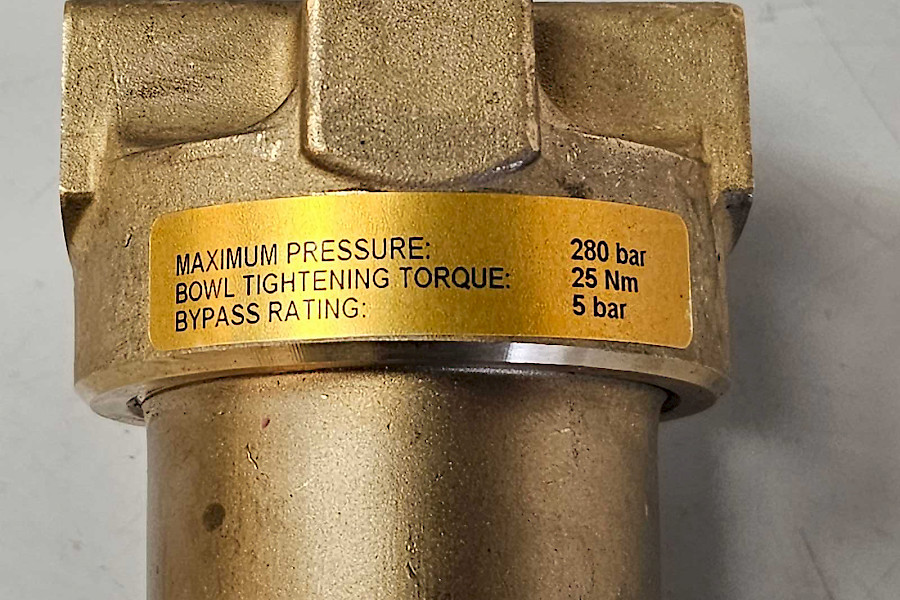 MAXIMUM PRESSURE: 280 bar
BOWL TIGHTENING TORQUE: 25 Nm
BYPASS RATING: 5 bar